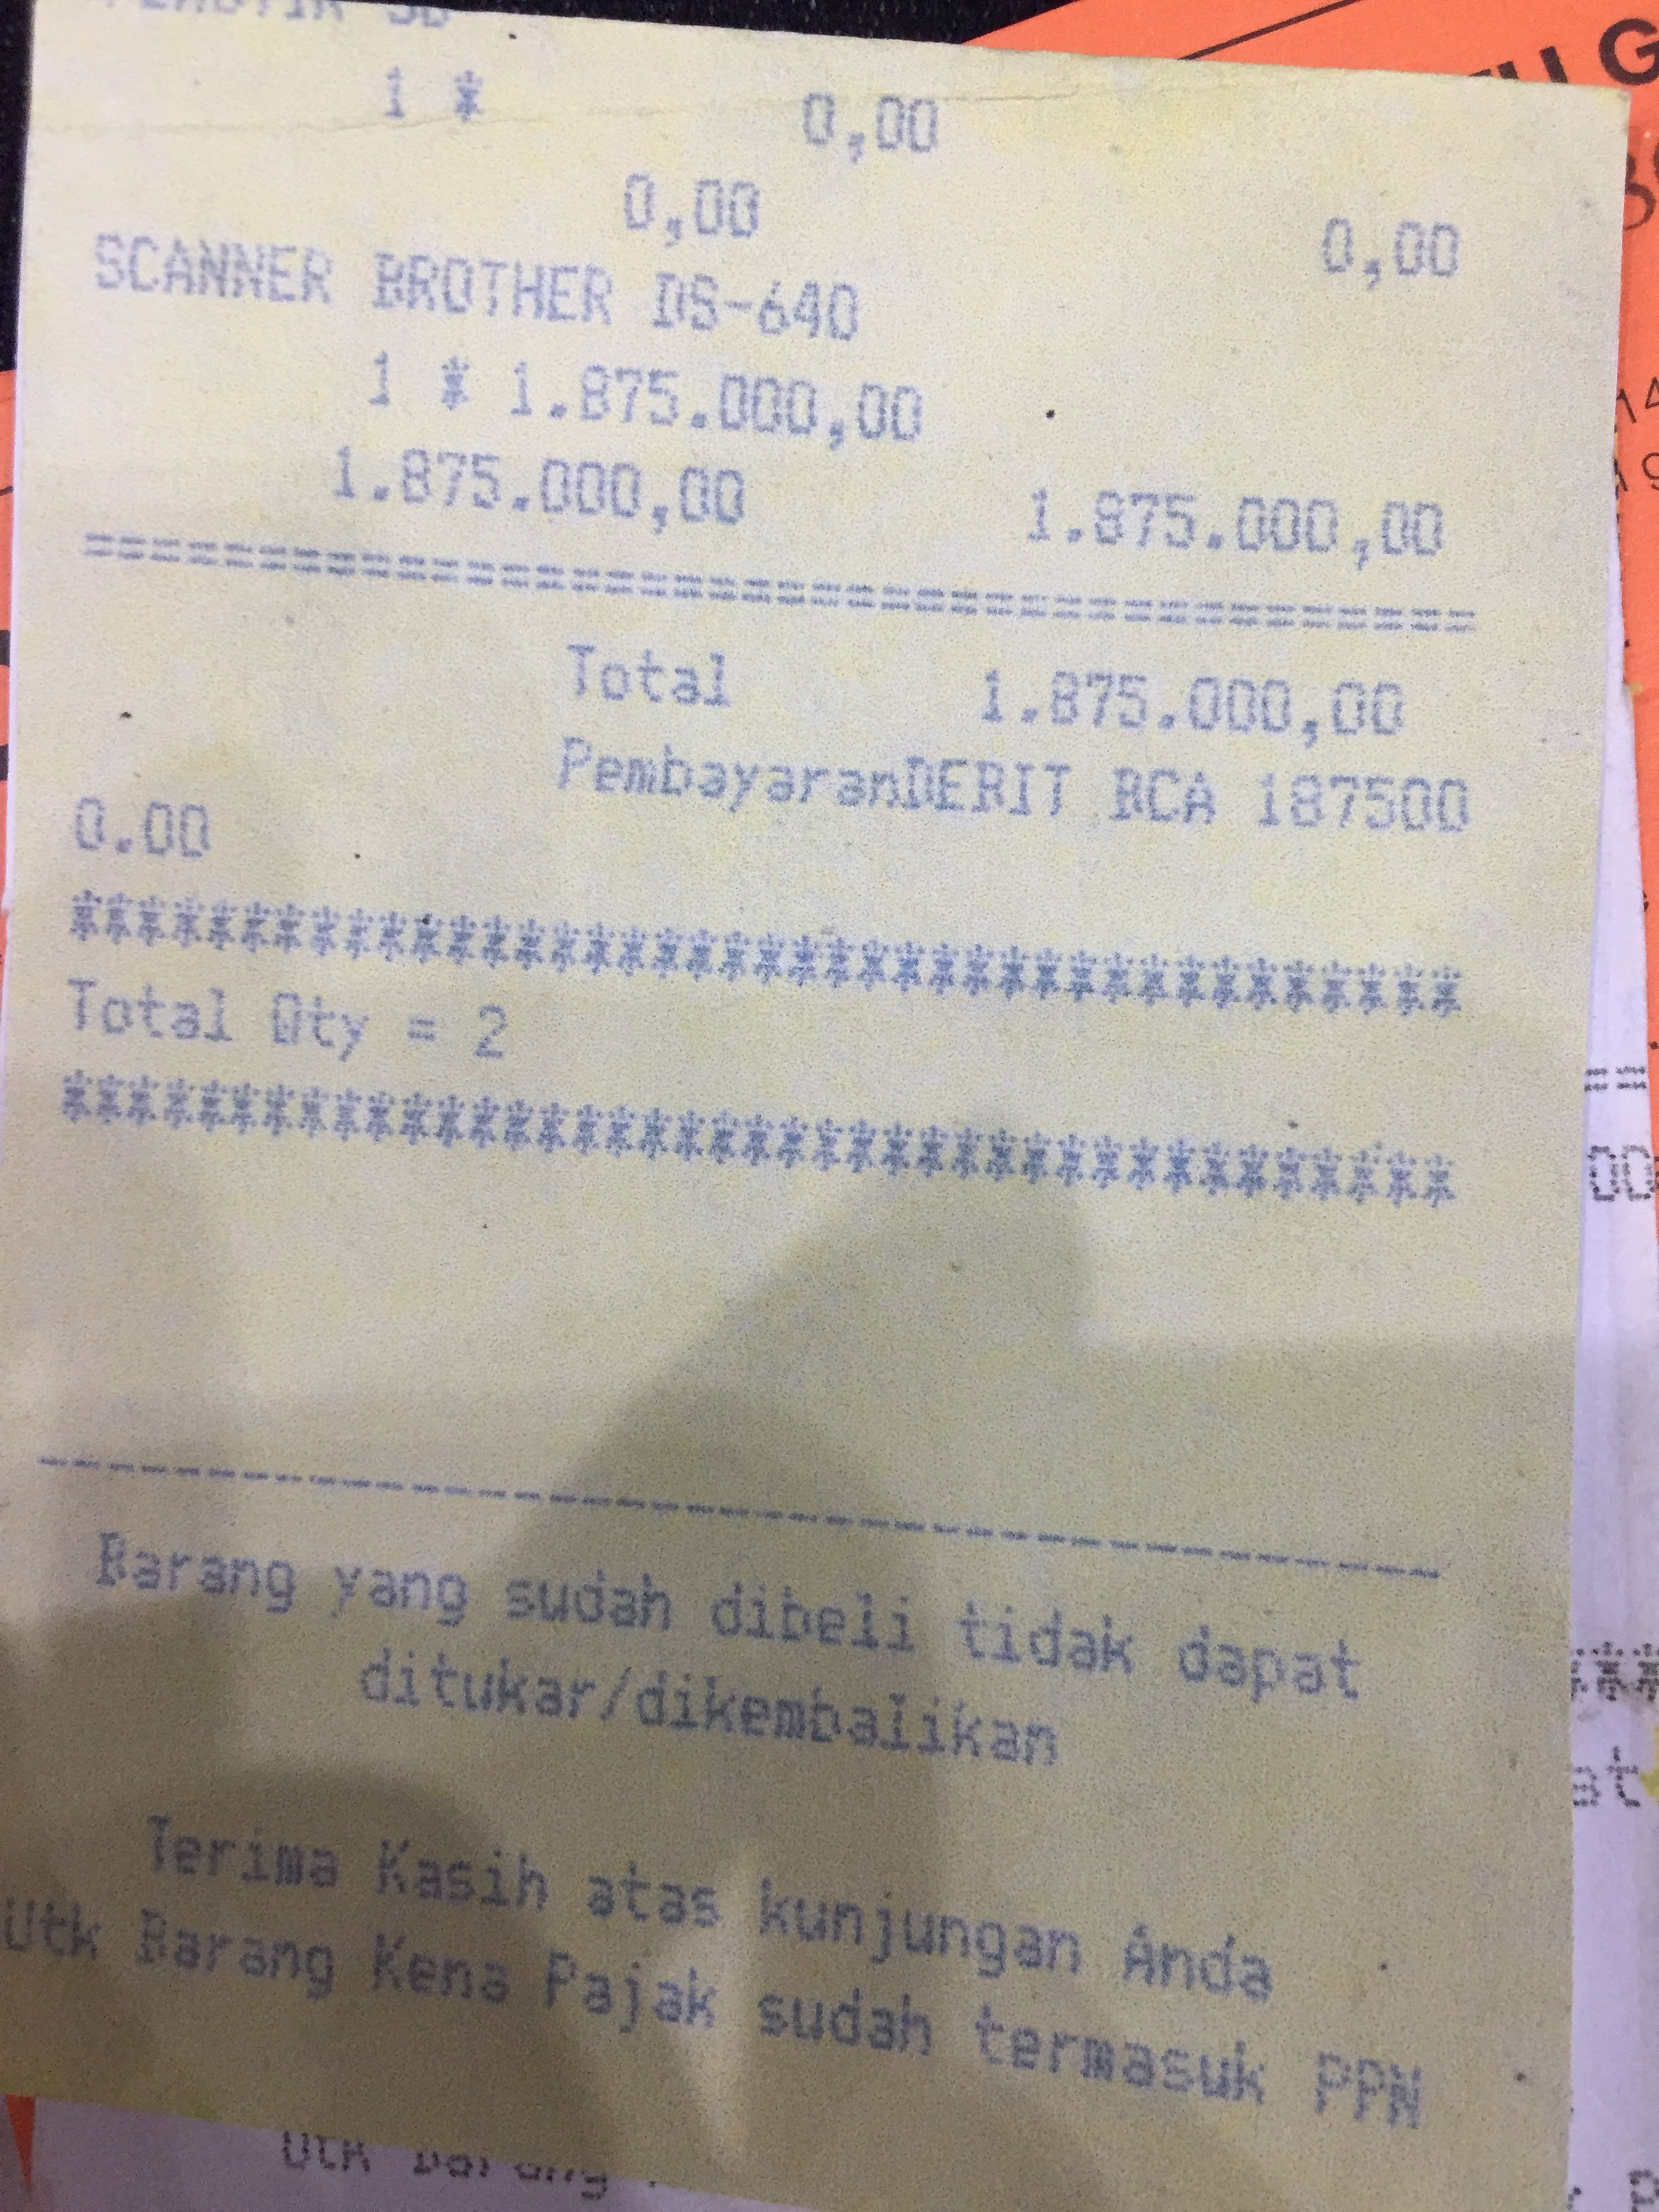 1 * 0,00
0,00 0,00
SCANNER BROTHER DS-640
1 * 1.875.000,00
1.875.000,00 1.875.000,00
================================
Total 1.875.000,00
PembayaranDEBIT BCA 187500
0.00
****************************************
Total Qty = 2
****************************************
----------------------------------------
Barang yang sudah dibeli tidak dapat
ditukar/dikembalikan
Terima Kasih atas kunjungan Anda
Utk Barang Kena Pajak sudah termasuk PPN
Utk Barang